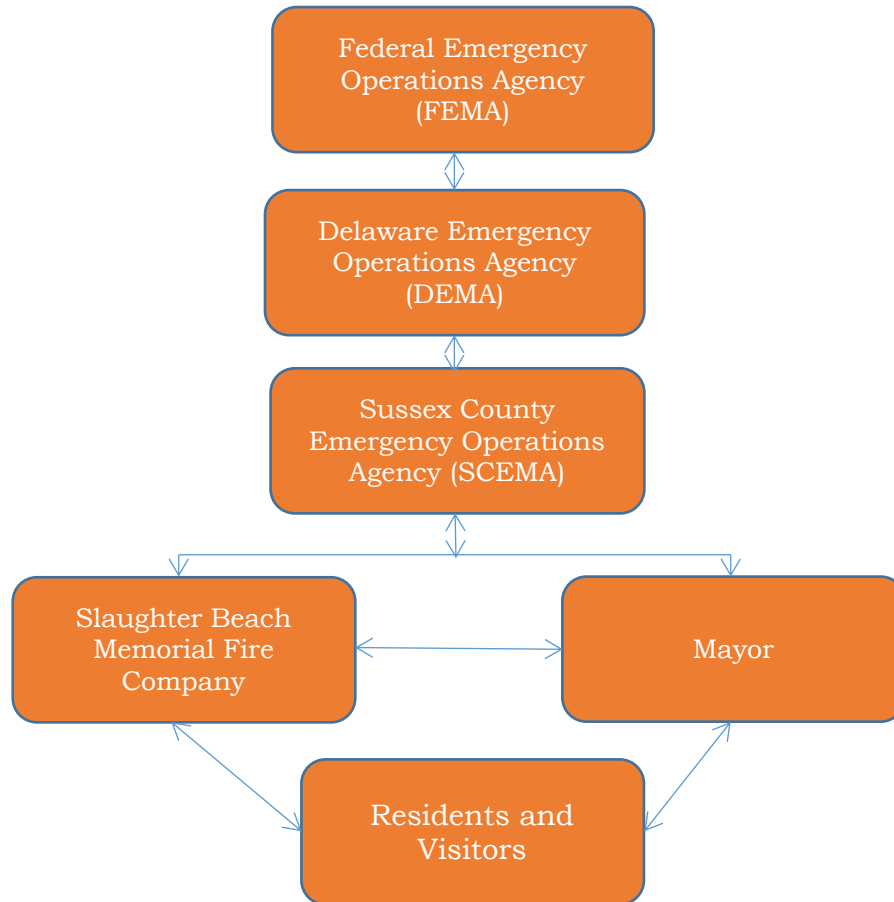 Federal Emergency
Operations Agency
(FEMA)
Delaware Emergency
Operations Agency
(DEMA)
Sussex County
Emergency Operations
Agency (SCEMA)
Slaughter Beach
Memorial Fire
Company
Mayor
Residents and
Visitors